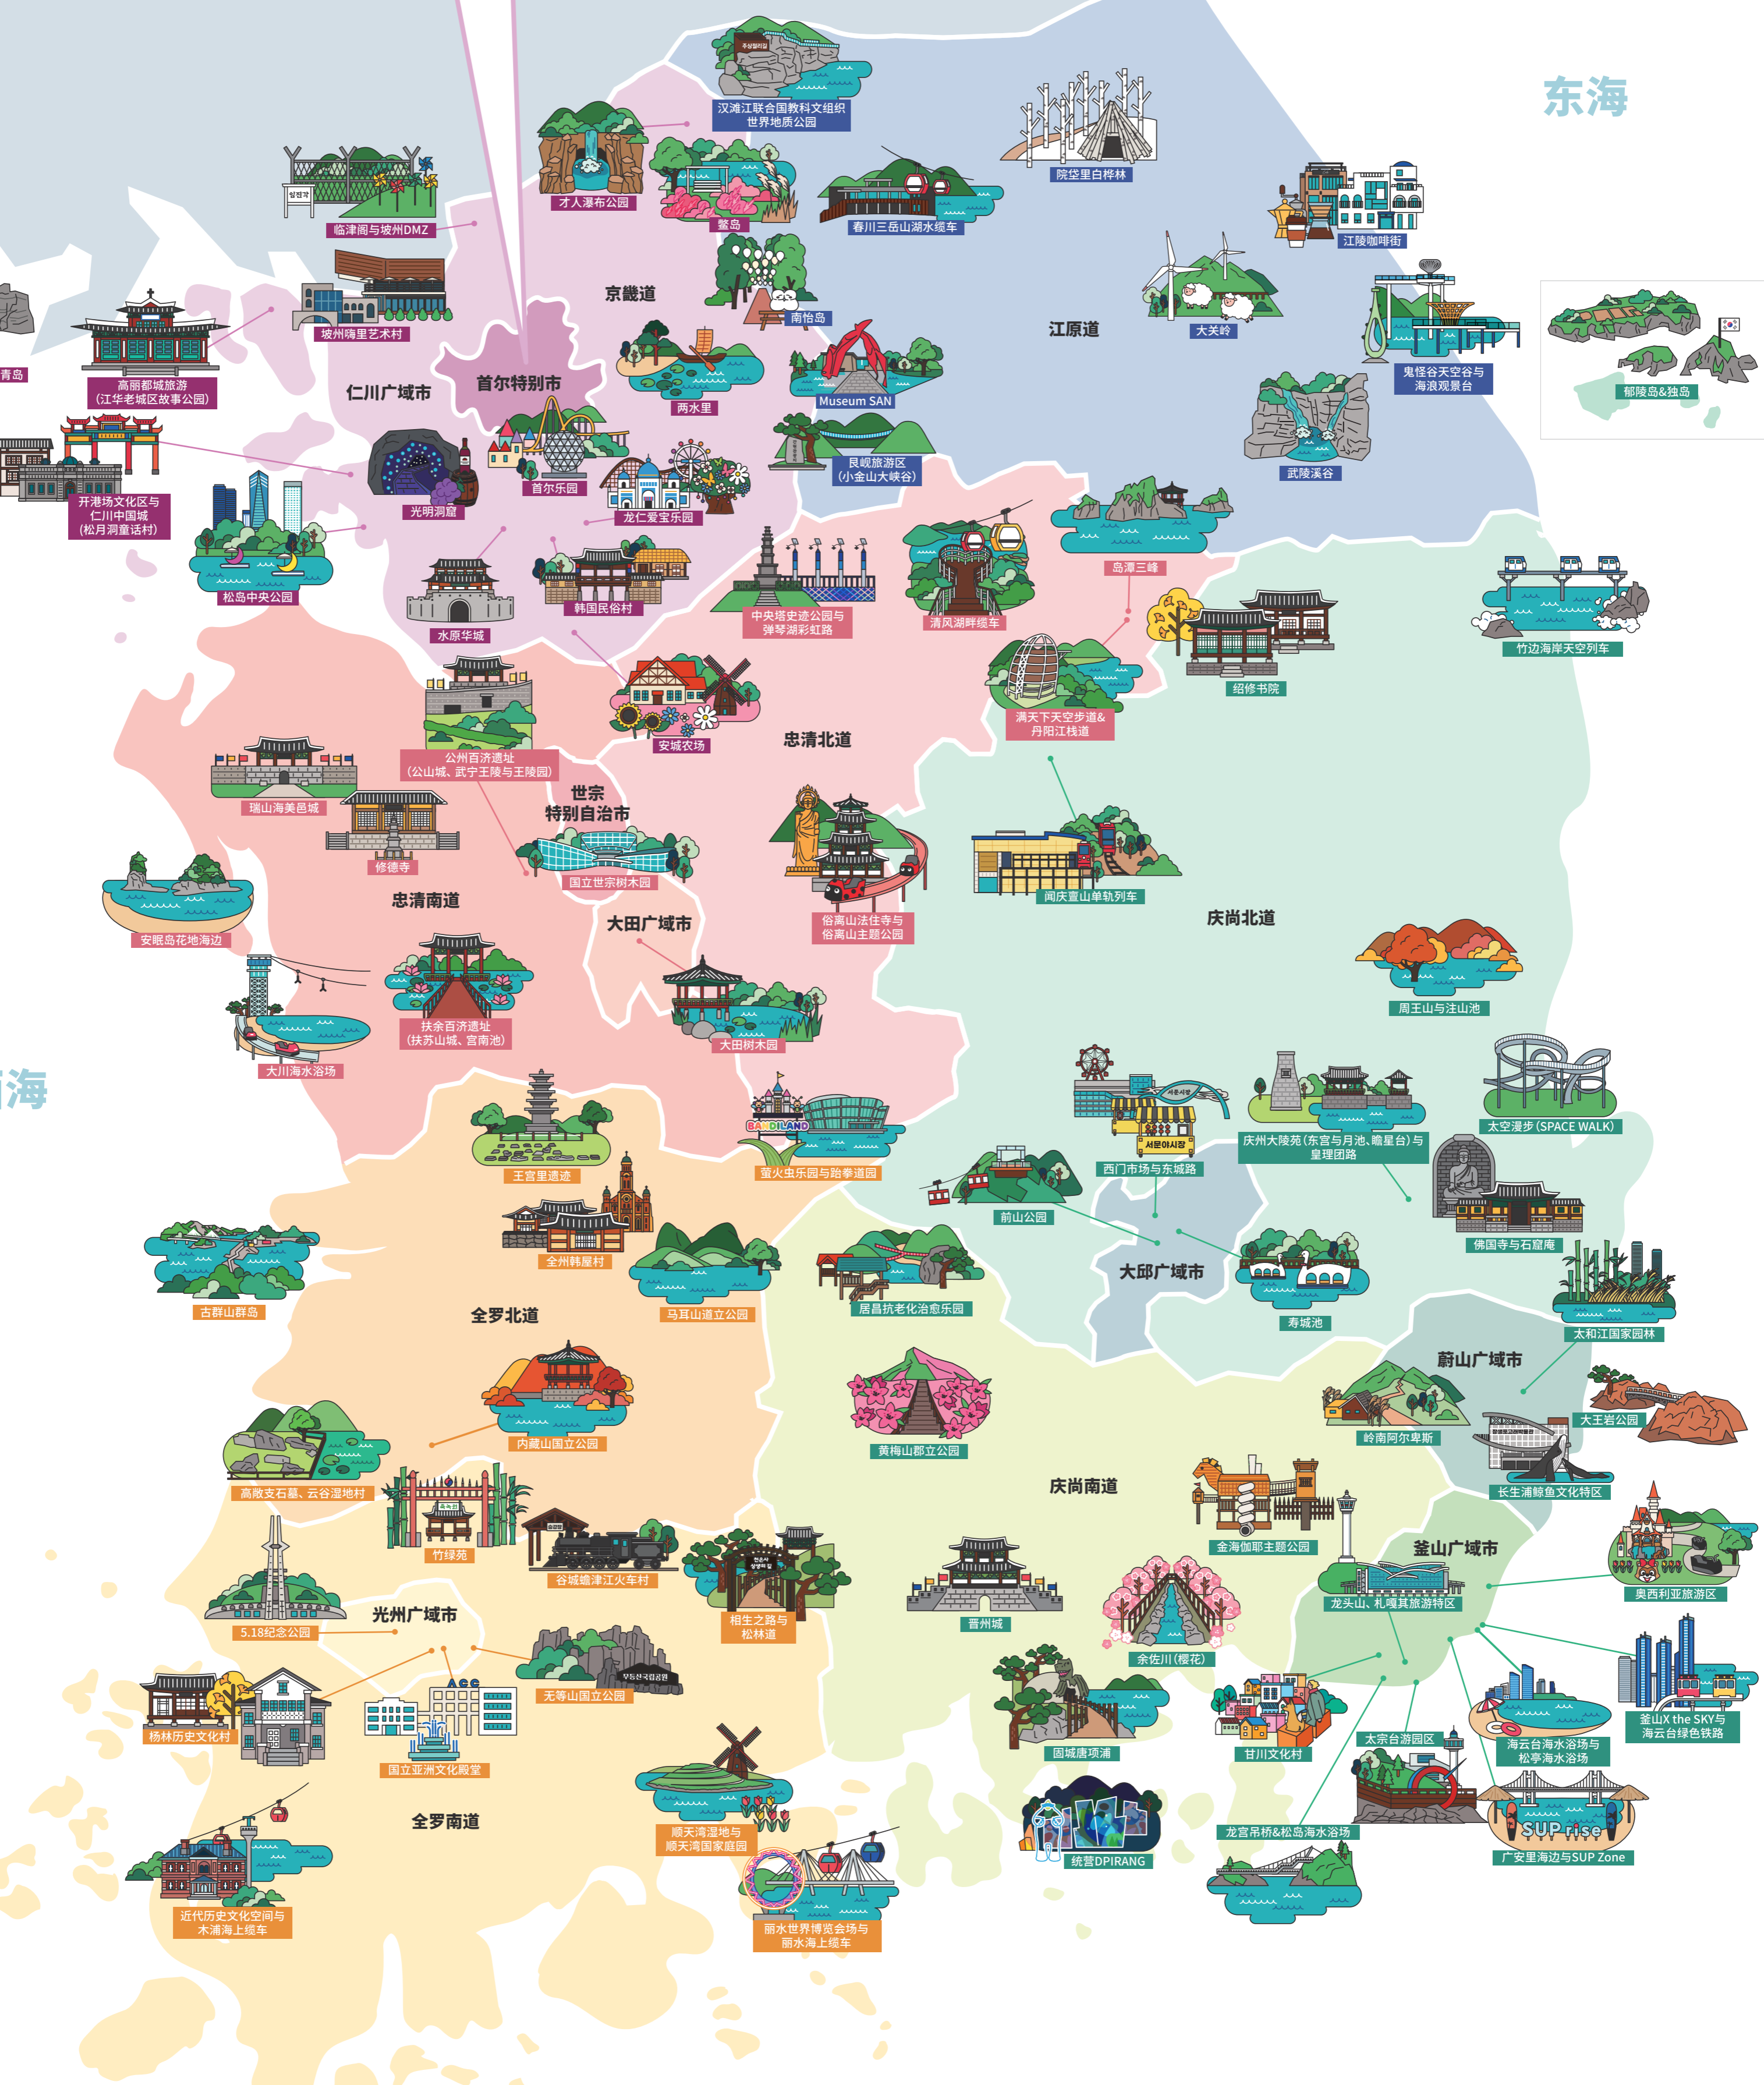 东海
주상절리길
汉滩江联合国教科文组织
世界地质公园
才人瀑布公园
鳌岛
院垈里白桦林
임진각
临津阁与坡州DMZ
春川三岳山湖水缆车
江陵咖啡街
京畿道
南怡岛
江原道
大关岭
坡州嗨里艺术村
青岛
高丽都城旅游
（江华老城区故事公园）
仁川广域市
首尔特别市
两水里
Museum SAN
鬼怪谷天空谷与
海浪观景台
郁陵岛&独岛
艮岘旅游区
（小金山大峡谷）
武陵溪谷
首尔乐园
开港场文化区与
仁川中国城
（松月洞童话村）
光明洞窟
龙仁爱宝乐园
岛潭三峰
松岛中央公园
水原华城
韩国民俗村
中央塔史迹公园与
弹琴湖彩虹路
清风湖畔缆车
竹边海岸天空列车
绍修书院
满天下天空步道&
丹阳江栈道
安城农场
忠清北道
公州百济遗址
（公山城、武宁王陵与王陵园）
世宗
特别自治市
瑞山海美邑城
修德寺
国立世宗树木园
闻庆亶山单轨列车
忠清南道
大田广域市
俗离山法住寺与
俗离山主题公园
庆尚北道
安眠岛花地海边
周王山与注山池
扶余百济遗址
（扶苏山城、宫南池）
大田树木园
大川海水浴场
海
BANDILAND
서문시장
서문야시장
太空漫步（SPACE WALK）
庆州大陵苑（东宫与月池、瞻星台）与
皇理团路
王宫里遗迹
萤火虫乐园与跆拳道园
西门市场与东城路
前山公园
佛国寺与石窟庵
全州韩屋村
大邱广域市
古群山群岛
全罗北道
马耳山道立公园
居昌抗老化治愈乐园
寿城池
太和江国家园林
蔚山广域市
大王岩公园
岭南阿尔卑斯
内藏山国立公园
黄梅山郡立公园
高敞支石墓、云谷湿地村
庆尚南道
长生浦鲸鱼文化特区
죽녹원
竹绿苑
谷城蟾津江火车村
金海伽耶主题公园
釜山广域市
奥西利亚旅游区
龙头山、札嘎其旅游特区
相生之路与
松林道
晋州城
光州广域市
5.18纪念公园
余佐川（樱花）
무등산국립공원
无等山国立公园
ACC
杨林历史文化村
国立亚洲文化殿堂
固城唐项浦
甘川文化村
太宗台游园区
海云台海水浴场与
松亭海水浴场
釜山X the SKY与
海云台绿色铁路
全罗南道
顺天湾湿地与
顺天湾国家庭园
统营DPIRANG
龙宫吊桥&松岛海水浴场
SUP rise
广安里海边与SUP Zone
近代历史文化空间与
木浦海上缆车
丽水世界博览会场与
丽水海上缆车